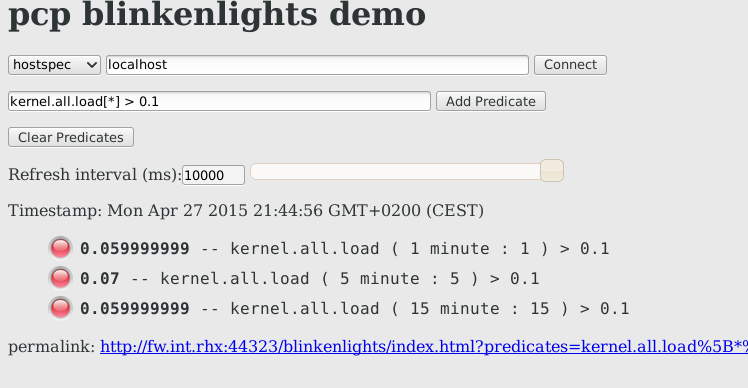 pcp blinkenlights demo
hostspec localhost Connect
kernel.all.load[*] > 0.1 Add Predicate
Clear Predicates
Refresh interval (ms): 10000
Timestamp: Mon Apr 27 2015 21:44:56 GMT+0200 (CEST)
0.059999999 -- kernel.all.load ( 1 minute : 1 ) > 0.1
0.07 -- kernel.all.load ( 5 minute : 5 ) > 0.1
0.059999999 -- kernel.all.load ( 15 minute : 15 ) > 0.1
permalink: http://fw.int.rhx:44323/blinkenlights/index.html?predicates=kernel.all.load%5B*%